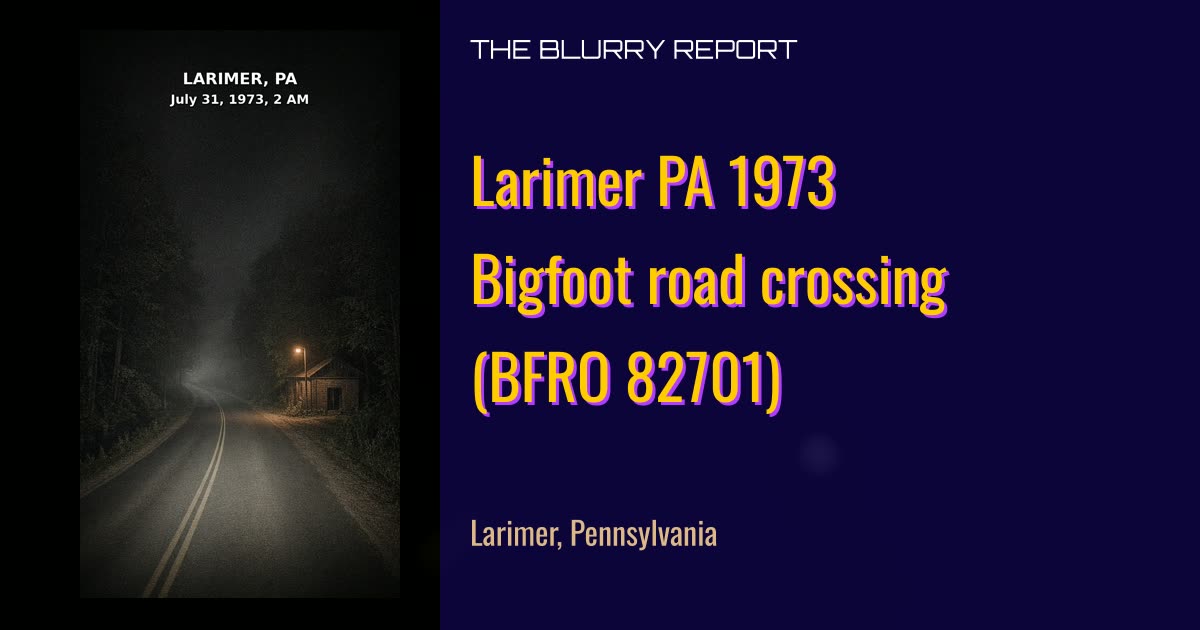 LARIMER, PA
July 31, 1973, 2 AM
THE BLURRY REPORT
Larimer PA 1973
Bigfoot road crossing
(BFRO 82701)
Larimer, Pennsylvania